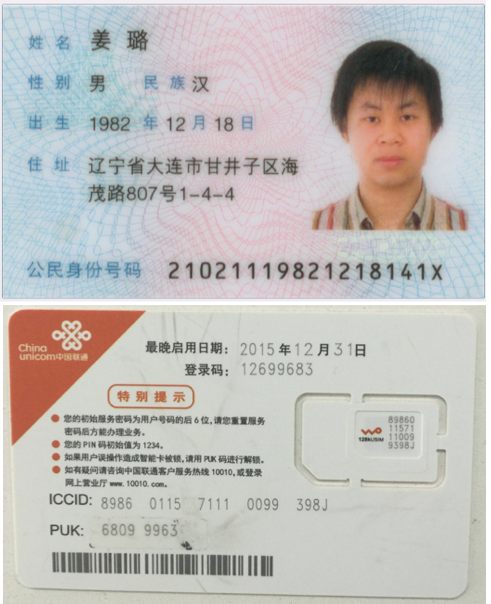 姓名 姜璐
性别 男 民族 汉
出生 1982 年 12 月 18 日
住址 辽宁省大连市甘井子区海
茂路807号1-4-4
公民身份号码 21021119821218141X
China
unicom中国联通
最晚启用日期: 2015 年 12 月 31 日
登录码: 12699683
特别提示
您的初始服务密码为用户号码的后 6 位,请您重置服务
密码后方能办理业务。
您的 PIN 码初始值为 1234。
如果用户误操作造成智能卡被锁,请用 PUK 码进行解锁。
如有疑问请咨询中国联通客户服务热线 10010,或登录
网上营业厅 www.10010.com。
89860
11571
11009
9398J
128kUSIM
ICCID: 8986 0115 7111 0099 398J
PUK: 6809 9963